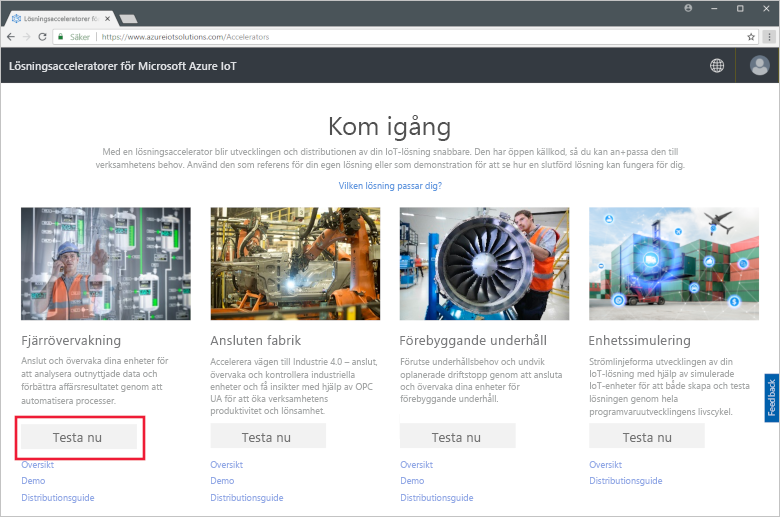 Lösningsacceleratorer för M
Säker
https://www.azureiotsolutions.com/Accelerators
Lösningsacceleratorer för Microsoft Azure IoT
Kom igång
Med en lösningsaccelerator blir utvecklingen och distributionen av din IoT-lösning snabbare. Den har öppen källkod, så du kan an+passa den till
verksamhetens behov. Använd den som referens för din egen lösning eller som demonstration för att se hur en slutförd lösning kan fungera för dig.
Vilken lösning passar dig?
Fjärrövervakning
Anslut och övervaka dina enheter för
att analysera outnyttjade data och
förbättra affärsresultatet genom att
automatisera processer.
Testa nu
Översikt
Demo
Distributionsguide
Ansluten fabrik
Accelerera vägen till Industrie 4.0 – anslut,
övervaka och kontrollera industriella
enheter och få insikter med hjälp av OPC
UA för att öka verksamhetens
produktivitet och lönsamhet.
Testa nu
Översikt
Demo
Distributionsguide
Förebyggande underhåll
Förutse underhållsbehov och undvik
oplanerade driftstopp genom att ansluta
och övervaka dina enheter för
förebyggande underhåll.
Testa nu
Översikt
Demo
Distributionsguide
Enhetssimulering
Strömlinjeforma utvecklingen av din
IoT-lösning med hjälp av simulerade
IoT-enheter för att både skapa och testa
lösningen genom hela
programvaruutvecklingens livscykel.
Testa nu
Översikt
Distributionsguide
Feedback